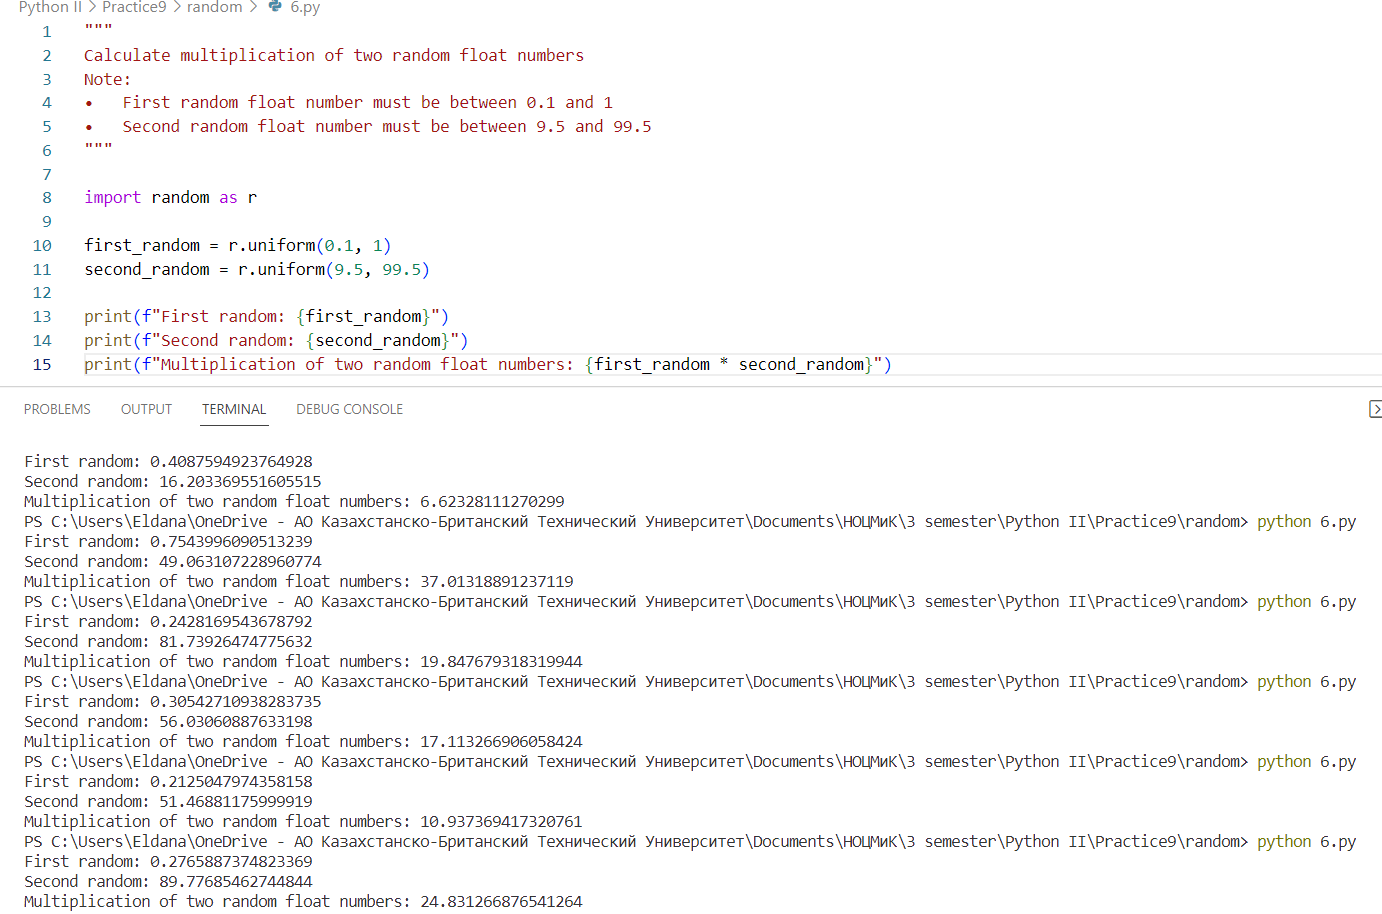 Python II > Practice9 > random > 6.py
1 """
2 Calculate multiplication of two random float numbers
3 Note:
4 • First random float number must be between 0.1 and 1
5 • Second random float number must be between 9.5 and 99.5
6 """
7
8 import random as r
9
10 first_random = r.uniform(0.1, 1)
11 second_random = r.uniform(9.5, 99.5)
12
13 print(f"First random: {first_random}")
14 print(f"Second random: {second_random}")
15 print(f"Multiplication of two random float numbers: {first_random * second_random}")
PROBLEMS OUTPUT TERMINAL DEBUG CONSOLE
First random: 0.4087594923764928
Second random: 16.203369551605515
Multiplication of two random float numbers: 6.62328111270299
PS C:\Users\Eldana\OneDrive - АО Казахстанско-Британский Технический Университет\Documents\НОЦМиК\3 semester\Python II\Practice9\random> python 6.py
First random: 0.7543996090513239
Second random: 49.063107228960774
Multiplication of two random float numbers: 37.01318891237119
PS C:\Users\Eldana\OneDrive - АО Казахстанско-Британский Технический Университет\Documents\НОЦМиК\3 semester\Python II\Practice9\random> python 6.py
First random: 0.2428169543678792
Second random: 81.73926474775632
Multiplication of two random float numbers: 19.847679318319944
PS C:\Users\Eldana\OneDrive - АО Казахстанско-Британский Технический Университет\Documents\НОЦМиК\3 semester\Python II\Practice9\random> python 6.py
First random: 0.30542710938283735
Second random: 56.03060887633198
Multiplication of two random float numbers: 17.113266906058424
PS C:\Users\Eldana\OneDrive - АО Казахстанско-Британский Технический Университет\Documents\НОЦМиК\3 semester\Python II\Practice9\random> python 6.py
First random: 0.2125047974358158
Second random: 51.46881175999919
Multiplication of two random float numbers: 10.937369417320761
PS C:\Users\Eldana\OneDrive - АО Казахстанско-Британский Технический Университет\Documents\НОЦМиК\3 semester\Python II\Practice9\random> python 6.py
First random: 0.2765887374823369
Second random: 89.77685462744844
Multiplication of two random float numbers: 24.831266876541264